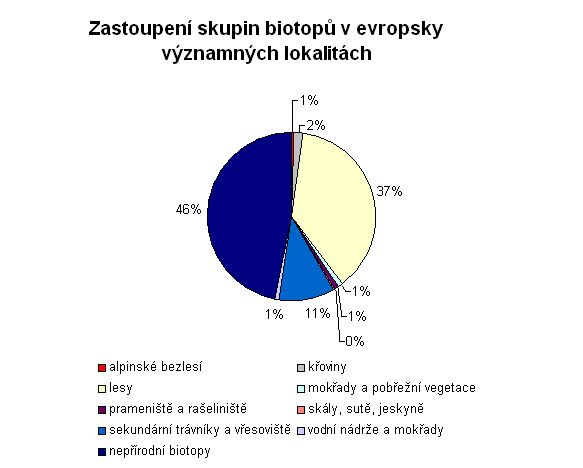 Zastoupení skupin biotopů v evropsky
významných lokalitách
1%
2%
37%
46%
1%
1%
0%
11%
1%
alpinské bezlesí
křoviny
lesy
mokřady a pobřežní vegetace
prameniště a rašeliniště
skály, sutě, jeskyně
sekundární trávníky a vřesoviště
vodní nádrže a mokřady
nepřírodní biotopy